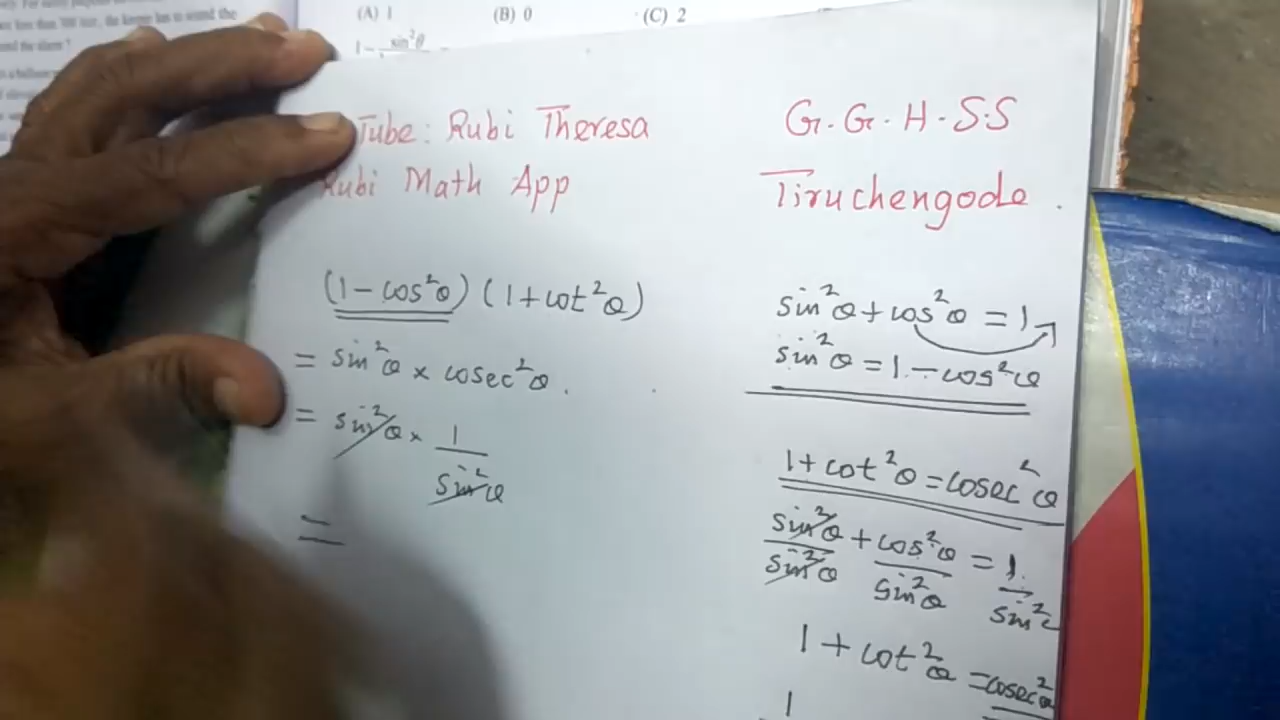 (A) 1 (B) 0 (C) 2
1 - sin²θ
Tube: Rubi Theresa
Rubi Math App
G.G.H.S.S
Tiruchengode.
(1 - cos²θ) (1 + cot²θ)
= sin²θ × cosec²θ.
= sin²θ × 1/sin²θ
=
sin²θ + cos²θ = 1
sin²θ = 1 - cos²θ
1 + cot²θ = cosec²θ
sin²θ/sin²θ + cos²θ/sin²θ = 1/sin²
1 + cot²θ = cosec²θ
1